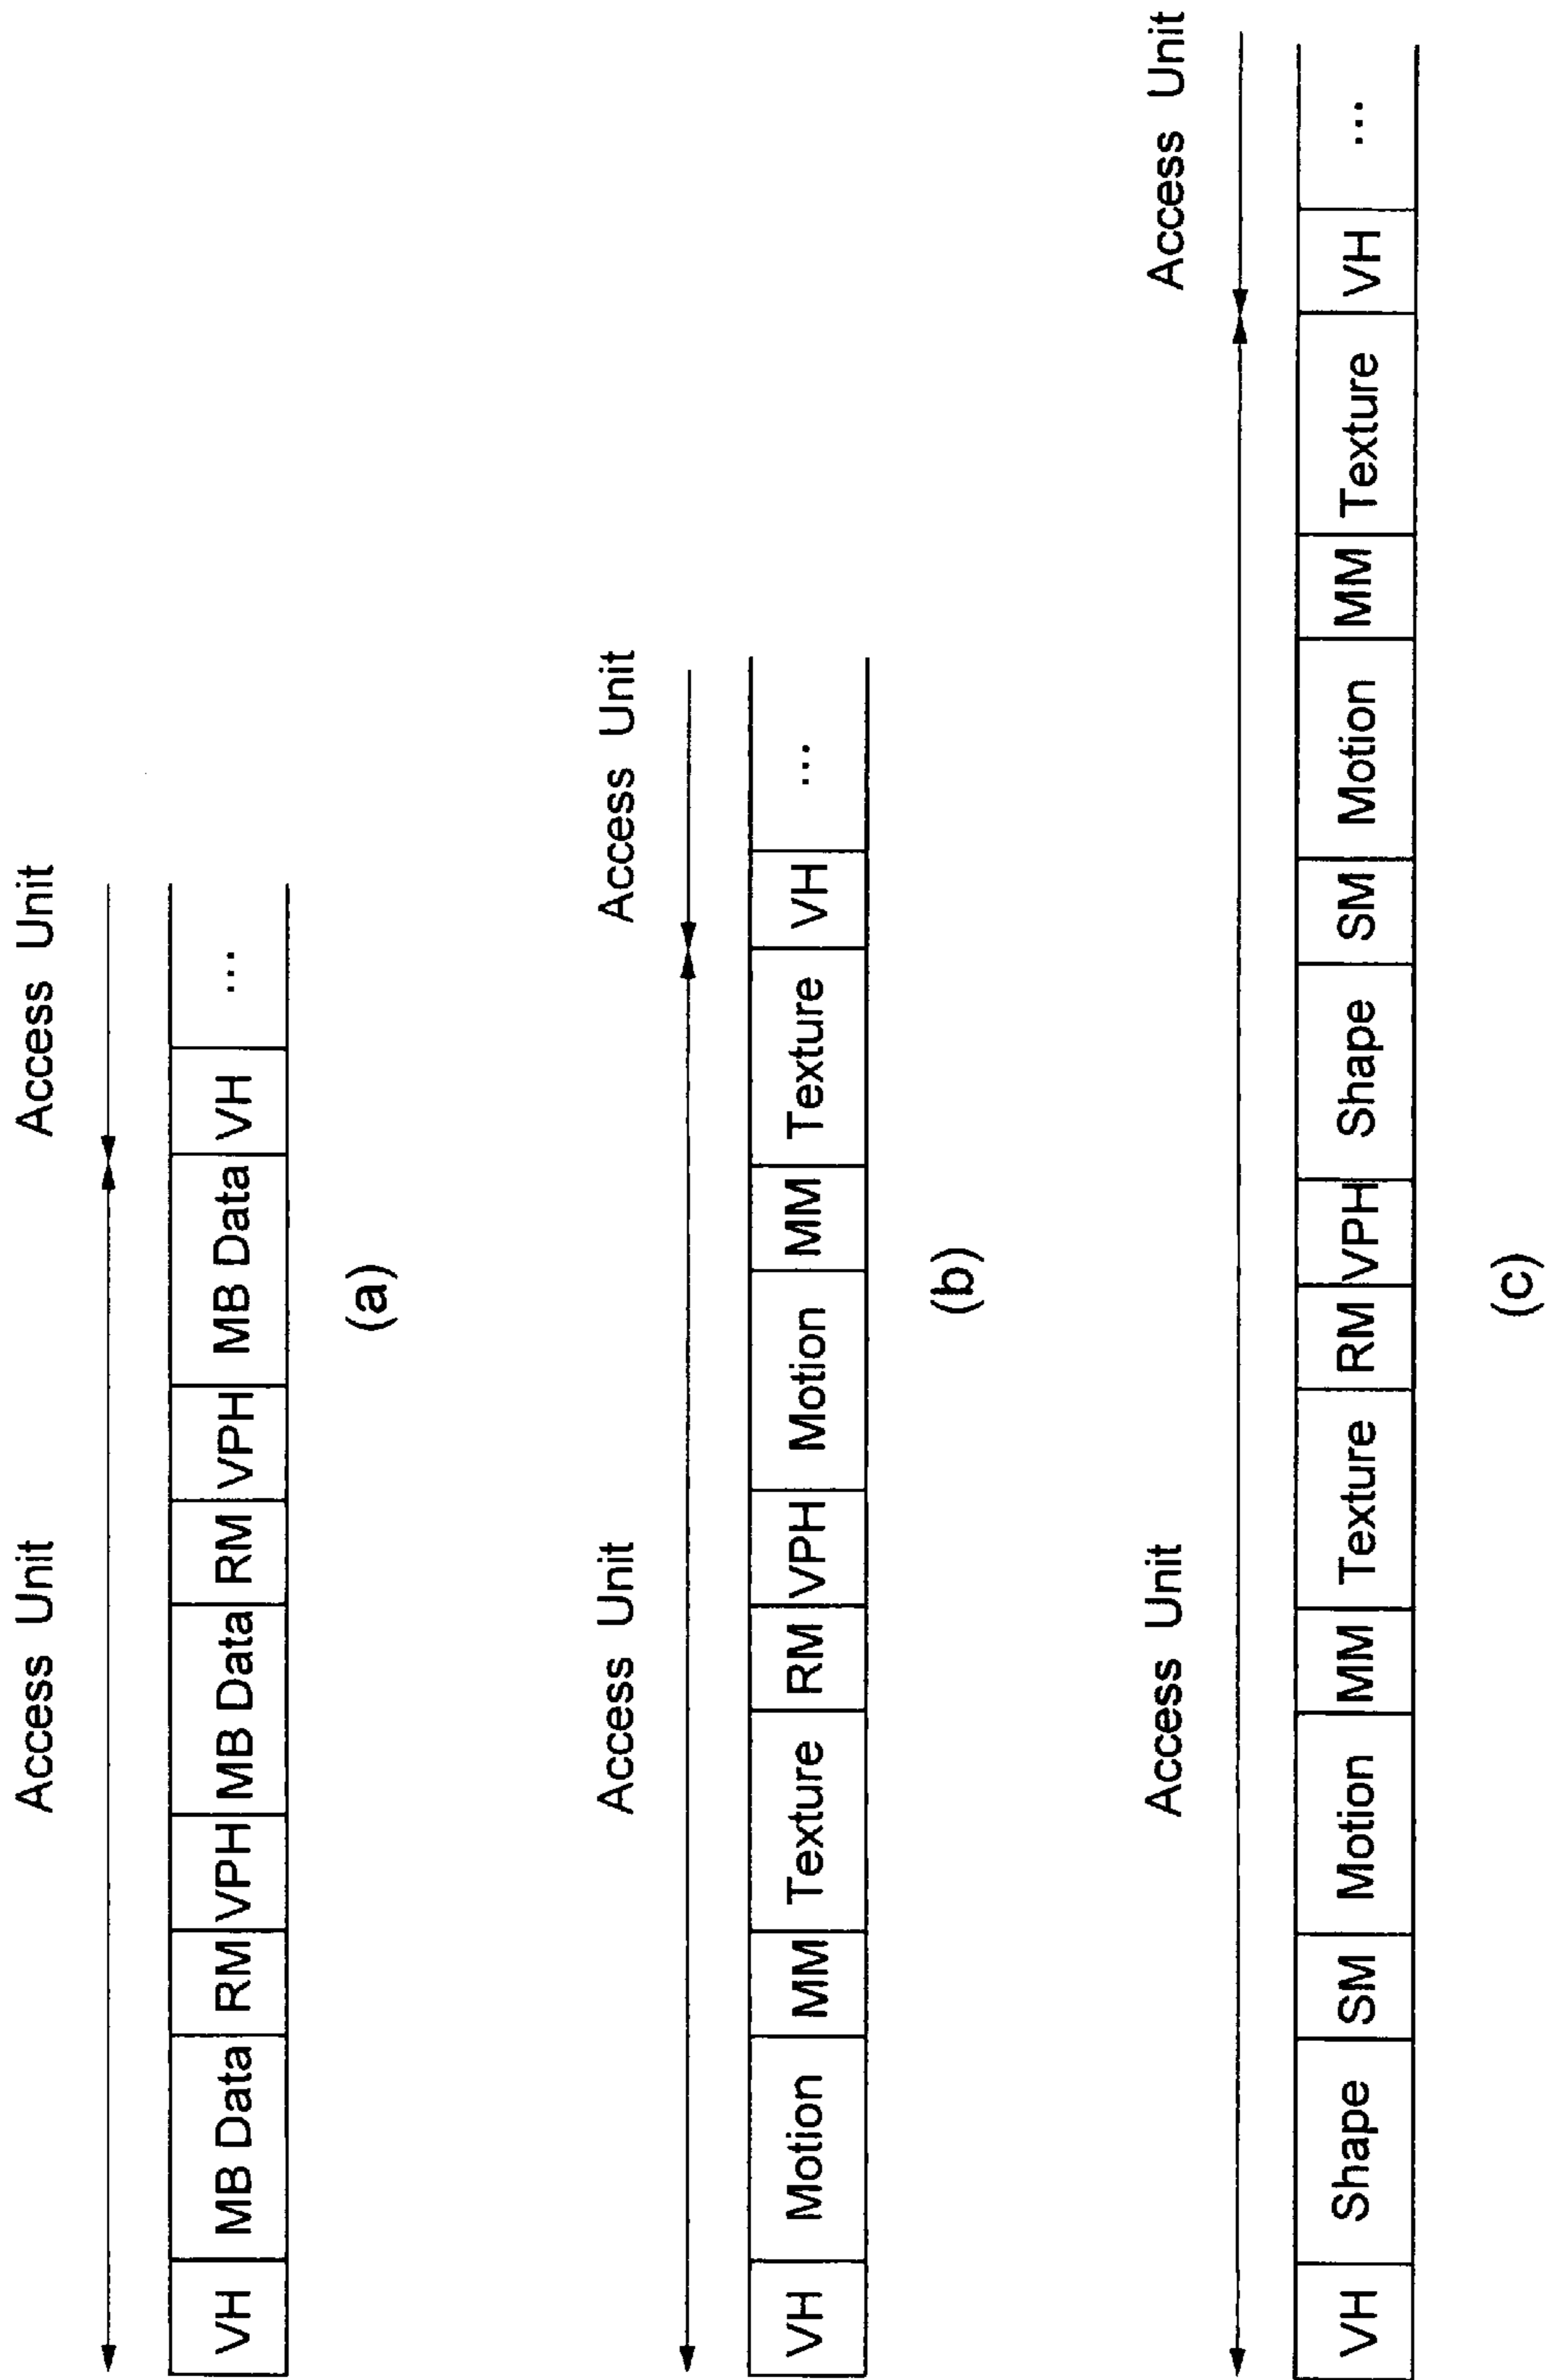 Access Unit Access Unit
VH MB Data RM VPH MB Data RM VPH MB Data VH ...
(a)
Access Unit Access Unit
VH Motion MM Texture RM VPH Motion MM Texture VH ...
(b)
Access Unit Access Unit
VH Shape SM Motion MM Texture RM VPH Shape SM Motion MM Texture VH ...
(c)